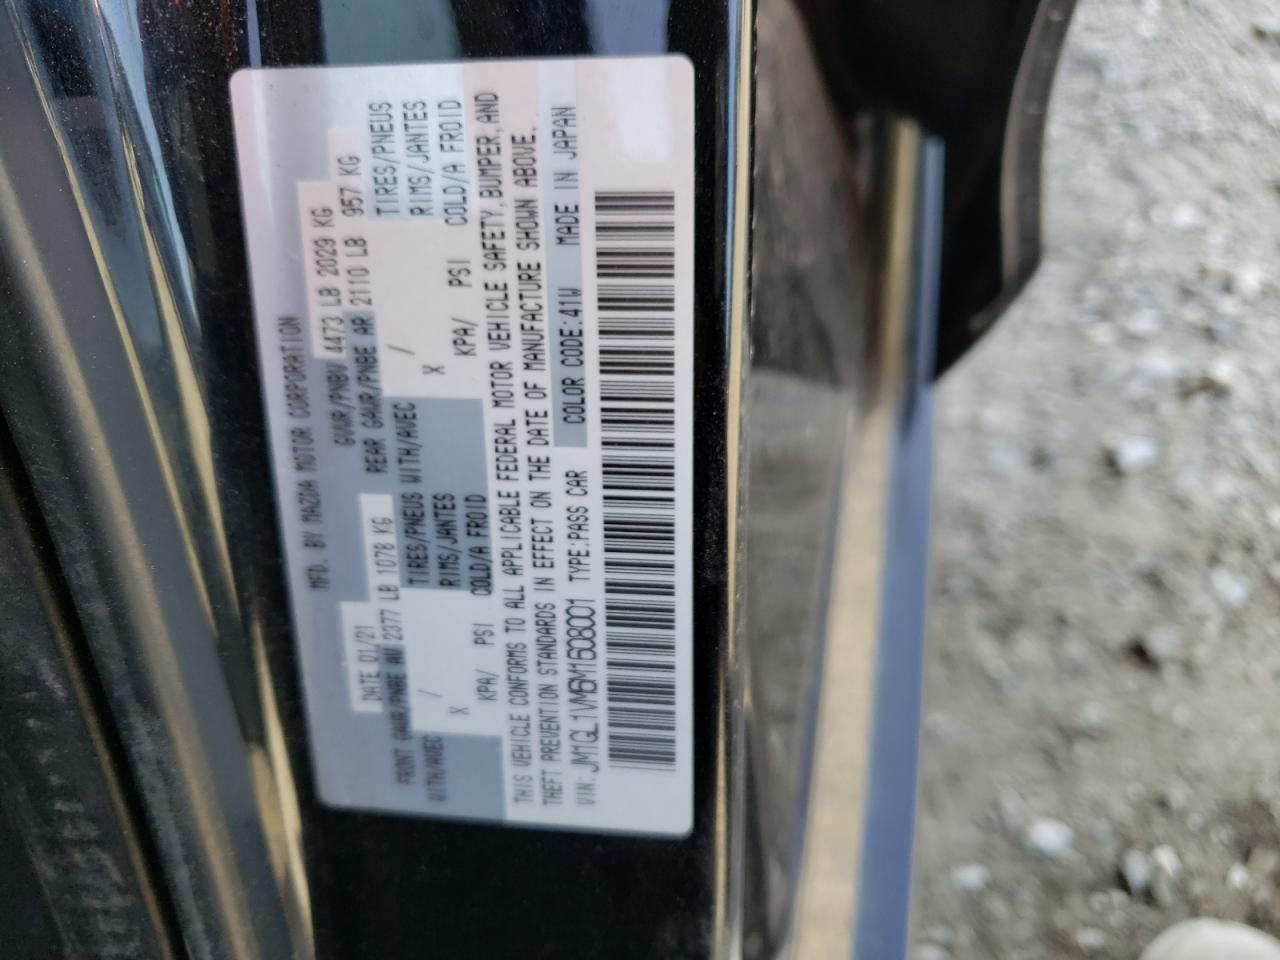 MFD. BY MAZDA MOTOR CORPORATION
DATE 01/21 GVWR/PNBV 4473 LB 2029 KG
FRONT GAWR/PNBE AV 2377 LB 1078 KG REAR GAWR/PNBE AR 2110 LB 957 KG
WITH/AVEC / TIRES/PNEUS WITH/AVEC / TIRES/PNEUS
X RIMS/JANTES X RIMS/JANTES
KPA/ PSI COLD/A FROID KPA/ PSI COLD/A FROID
THIS VEHICLE CONFORMS TO ALL APPLICABLE FEDERAL MOTOR VEHICLE SAFETY, BUMPER, AND
THEFT PREVENTION STANDARDS IN EFFECT ON THE DATE OF MANUFACTURE SHOWN ABOVE.
VIN: JM1GL1VM6M1608001 TYPE:PASS CAR COLOR CODE:41W MADE IN JAPAN